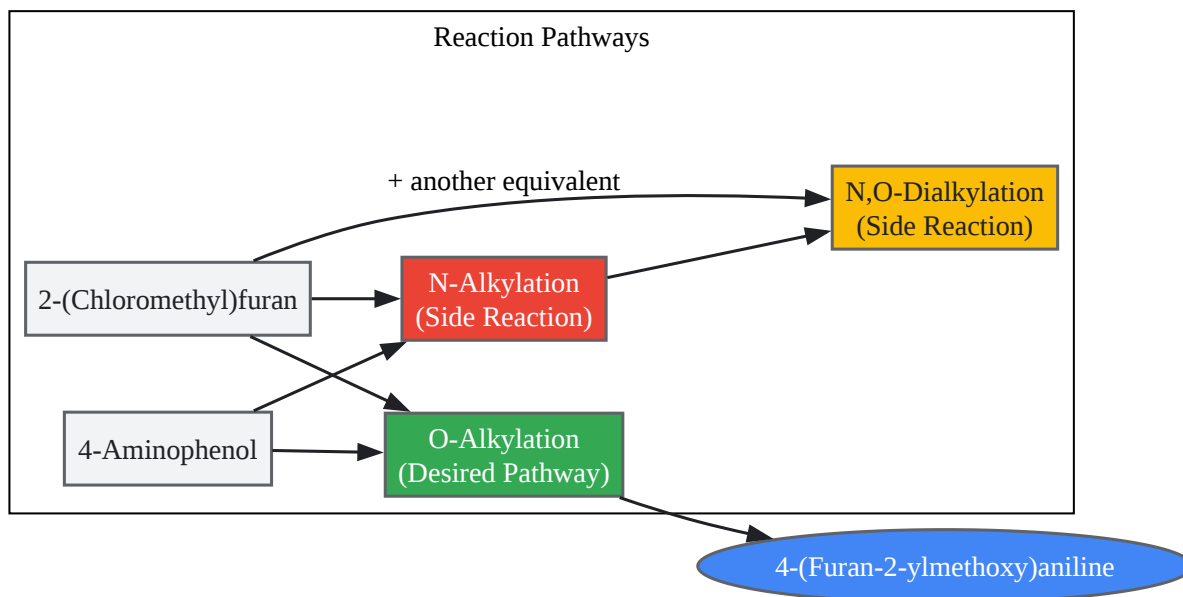 Reaction Pathways
+ another equivalent
N,O-Dialkylation
(Side Reaction)
2-(Chloromethyl)furan
N-Alkylation
(Side Reaction)
4-Aminophenol
O-Alkylation
(Desired Pathway)
4-(Furan-2-ylmethoxy)aniline